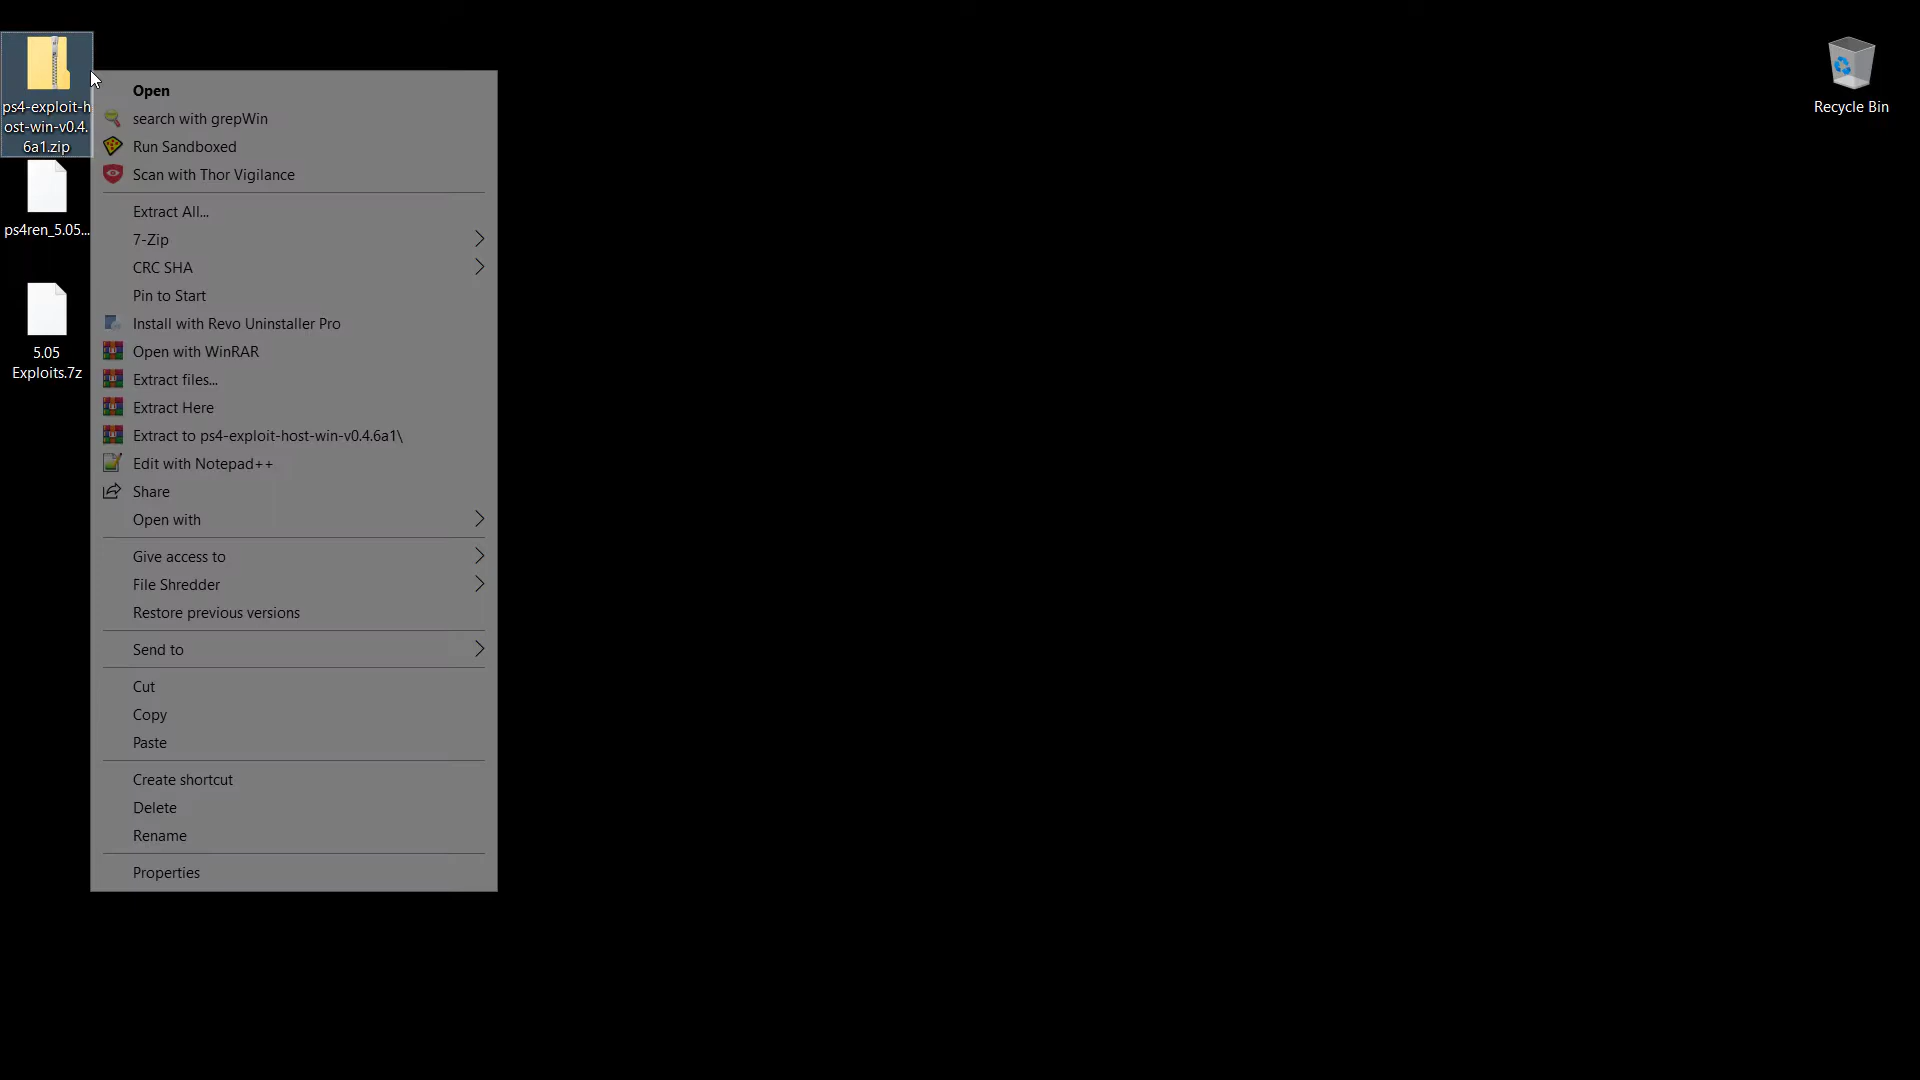 ps4-exploit-h
ost-win-v0.4.
6a1.zip
ps4ren_5.05...
5.05
Exploits.7z
Open
search with grepWin
Run Sandboxed
Scan with Thor Vigilance
Extract All...
7-Zip
CRC SHA
Pin to Start
Install with Revo Uninstaller Pro
Open with WinRAR
Extract files...
Extract Here
Extract to ps4-exploit-host-win-v0.4.6a1\
Edit with Notepad++
Share
Open with
Give access to
File Shredder
Restore previous versions
Send to
Cut
Copy
Paste
Create shortcut
Delete
Rename
Properties
Recycle Bin